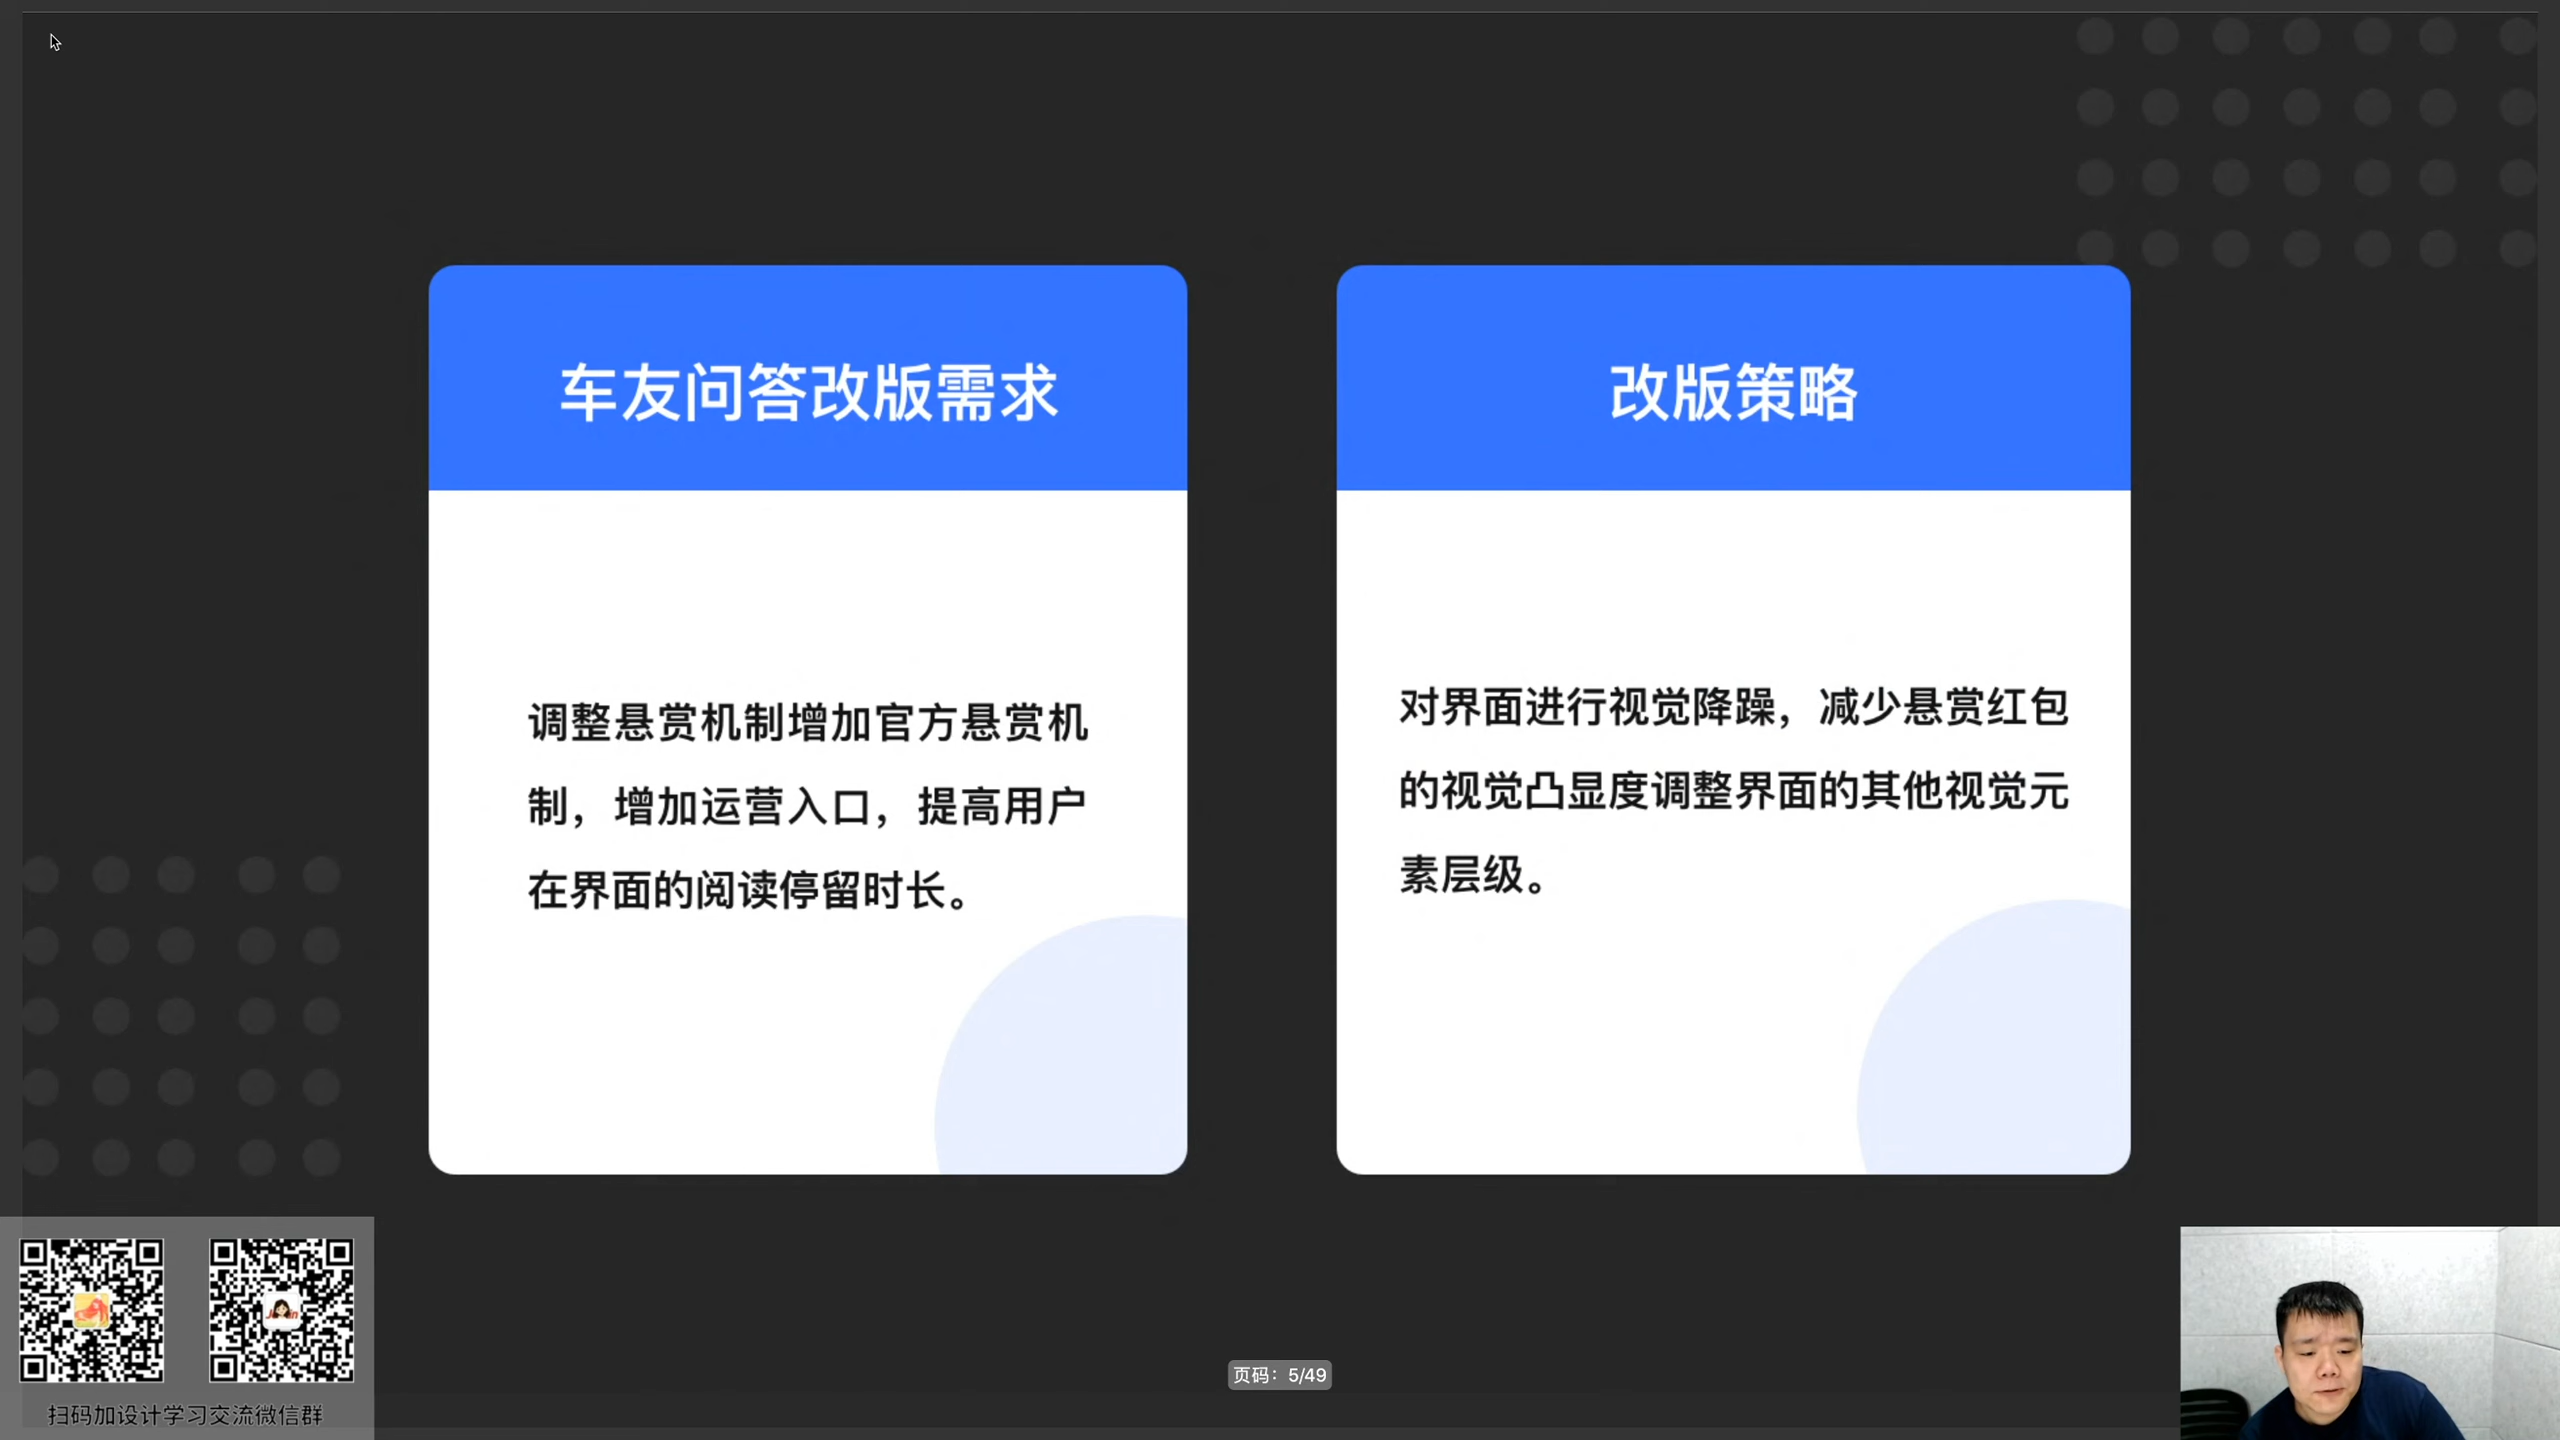 车友问答改版需求
调整悬赏机制增加官方悬赏机
制，增加运营入口，提高用户
在界面的阅读停留时长。
改版策略
对界面进行视觉降躁，减少悬赏红包
的视觉凸显度调整界面的其他视觉元
素层级。
扫码加设计学习交流微信群
页码：5/49